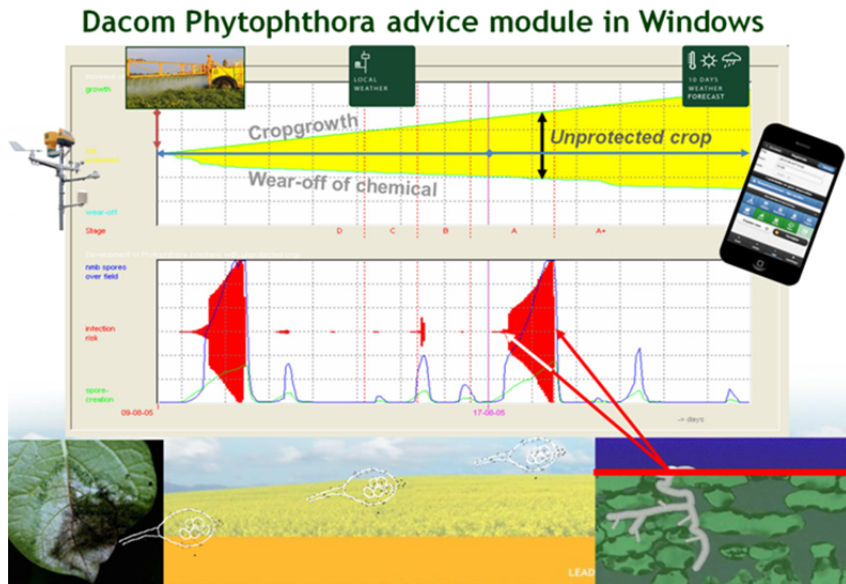 Dacom Phytophthora advice module in Windows
growth
LOCAL
WEATHER
10 DAYS
WEATHER
FORECAST
Cropgrowth
Unprotected crop
Wear-off of chemical
wear-off
Stage
D
C
B
A
A+
nmb spores
over field
infection
risk
spore-
creation
09-08-05
17-08-05
-> days
LEAD